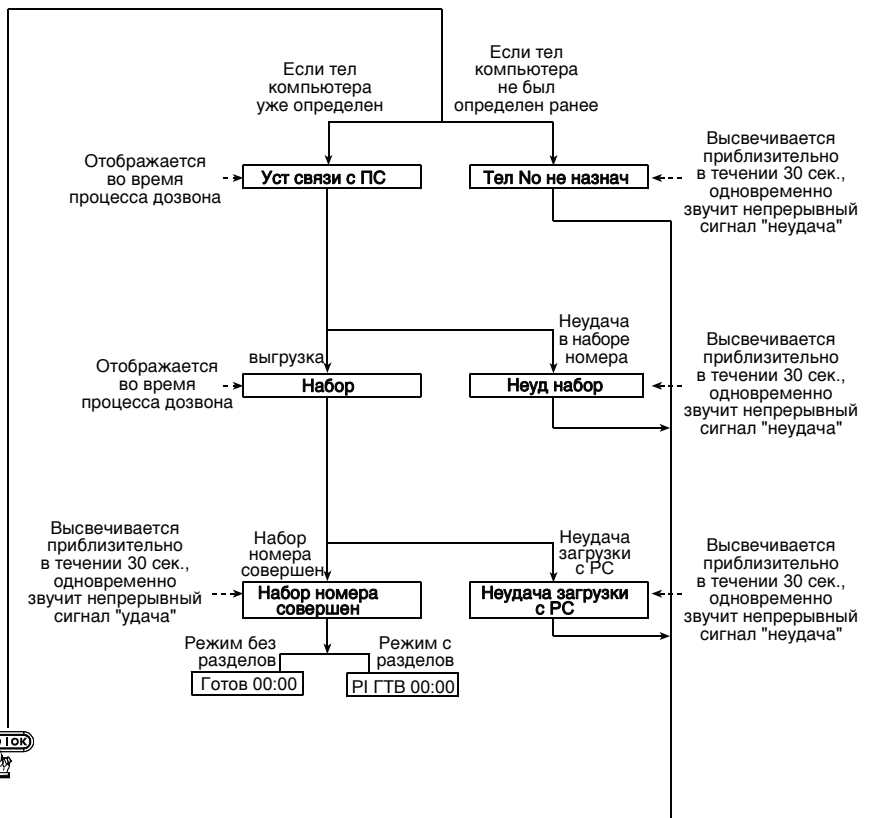 Если тел
компьютера
уже определен
Если тел
компьютера
не был
определен ранее
Отображается
во время
процесса дозвона
Уст связи с ПС
Тел No не назнач
Высвечивается
приблизительно
в течении 30 сек.,
одновременно
звучит непрерывный
сигнал "неудача"
Отображается
во время
процесса дозвона
выгрузка
Набор
Неудача
в наборе
номера
Неуд набор
Высвечивается
приблизительно
в течении 30 сек.,
одновременно
звучит непрерывный
сигнал "неудача"
Высвечивается
приблизительно
в течении 30 сек.,
одновременно
звучит непрерывный
сигнал "удача"
Набор
номера
совершен
Набор номера
совершен
Неудача
загрузки
с PC
Неудача загрузки
с PC
Высвечивается
приблизительно
в течении 30 сек.,
одновременно
звучит непрерывный
сигнал "неудача"
Режим без
разделов
Готов 00:00
Режим с
разделов
PI ГТВ 00:00